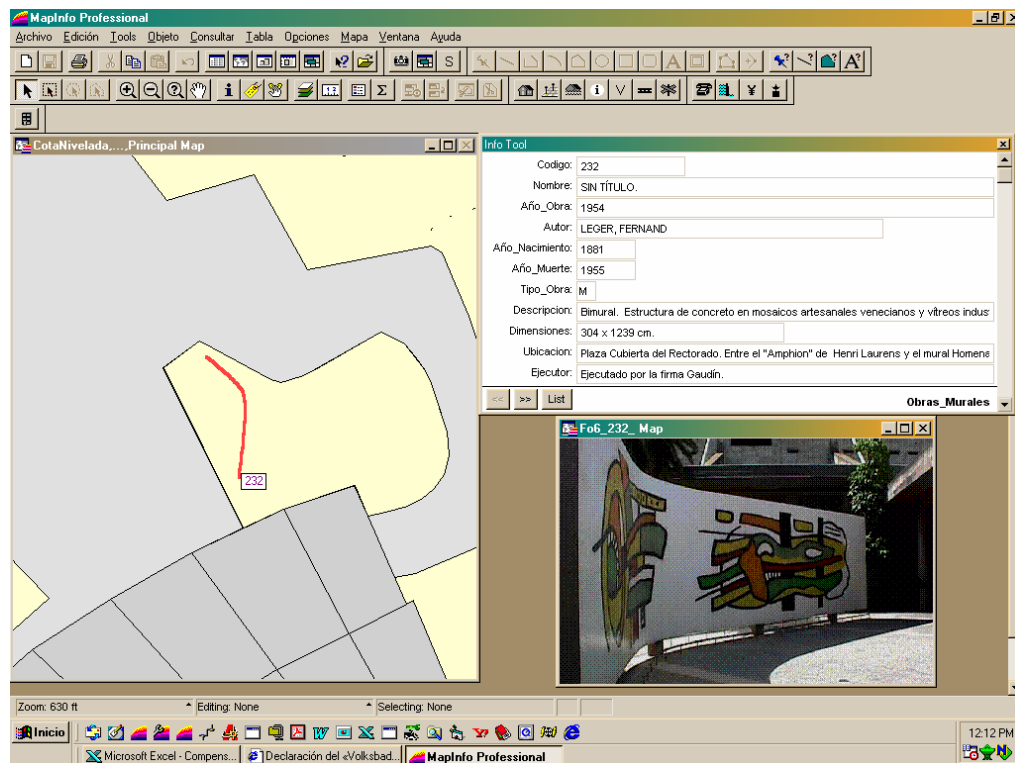 MapInfo Professional
Archivo Edición Tools Objeto Consultar Tabla Opciones Mapa Ventana Ayuda
CotaNivelada,...,Principal Map
232
Info Tool
Codigo: 232
Nombre: SIN TÍTULO.
Año_Obra: 1954
Autor: LEGER, FERNAND
Año_Nacimiento: 1881
Año_Muerte: 1955
Tipo_Obra: M
Descripcion: Bimural. Estructura de concreto en mosaicos artesanales venecianos y vítreos indus
Dimensiones: 304 x 1239 cm.
Ubicacion: Plaza Cubierta del Rectorado. Entre el "Amphion" de Henri Laurens y el mural Homena
Ejecutor: Ejecutado por la firma Gaudín.
<< >> List Obras_Murales
Fo6_232_ Map
Zoom: 630 ft Editing: None Selecting: None
Inicio
12:12 PM
Microsoft Excel - Compens... Declaración del «Volksbad... MapInfo Professional